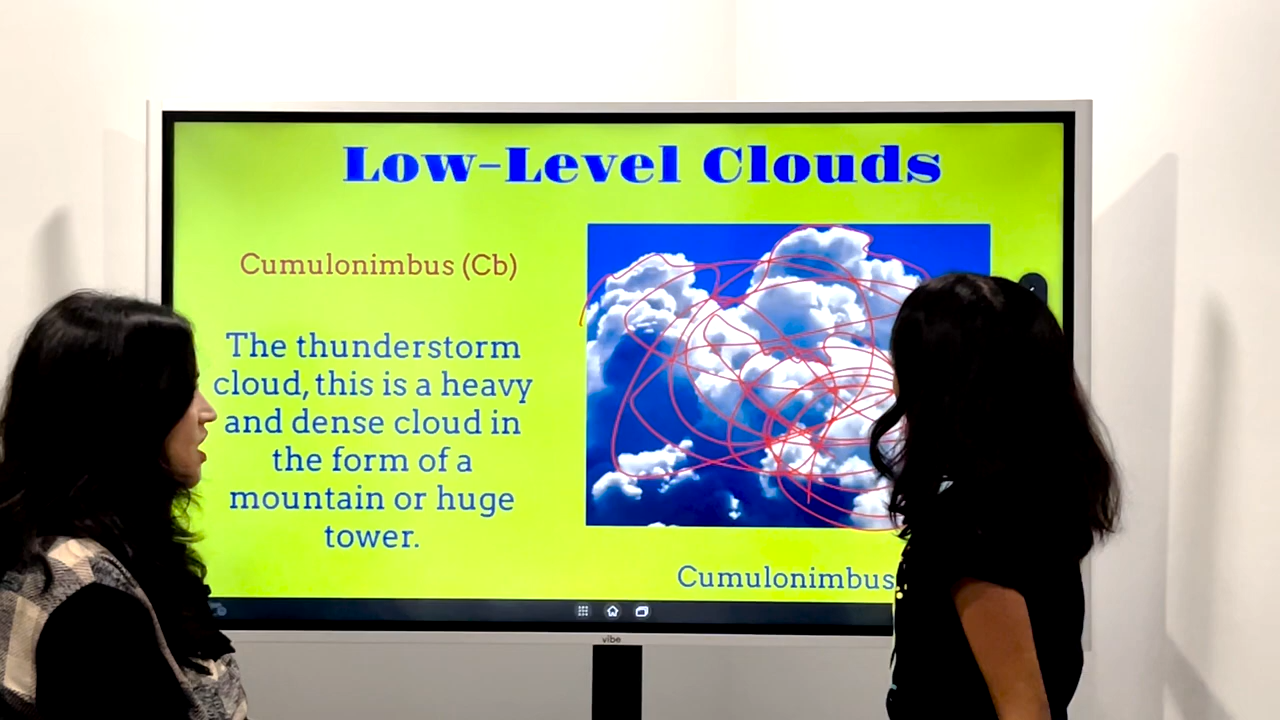 Low-Level Clouds
Cumulonimbus (Cb)
The thunderstorm
cloud, this is a heavy
and dense cloud in
the form of a
mountain or huge
tower.
Cumulonimbus
vibe